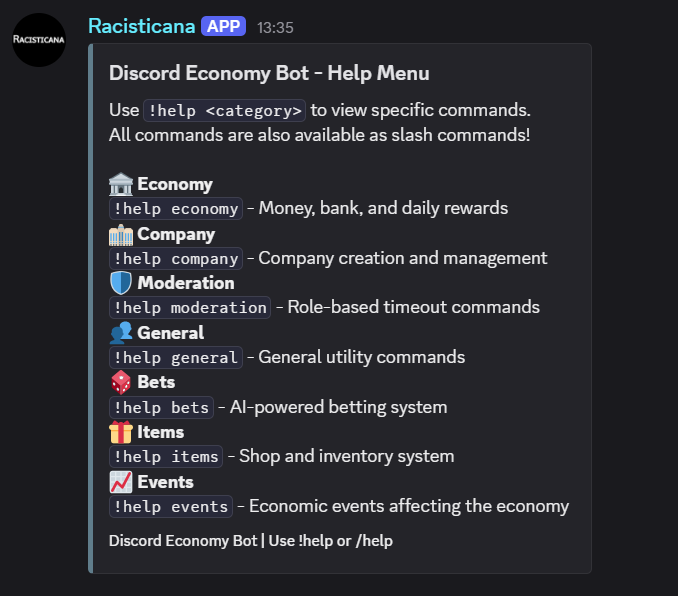 RACISTICANA
Racisticana APP 13:35
Discord Economy Bot - Help Menu
Use !help <category> to view specific commands.
All commands are also available as slash commands!
Economy
!help economy - Money, bank, and daily rewards
Company
!help company - Company creation and management
Moderation
!help moderation - Role-based timeout commands
General
!help general - General utility commands
Bets
!help bets - AI-powered betting system
Items
!help items - Shop and inventory system
Events
!help events - Economic events affecting the economy
Discord Economy Bot | Use !help or /help